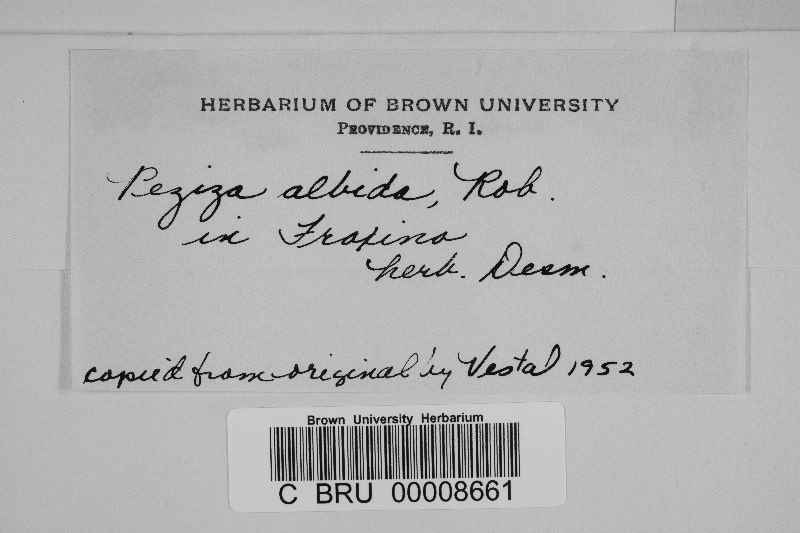 HERBARIUM OF BROWN UNIVERSITY
PROVIDENCE, R. I.
Peziza albida, Rob.
in Fraxino
herb. Desm.
copied from original by Vestal 1952
Brown University Herbarium
C BRU 00008661